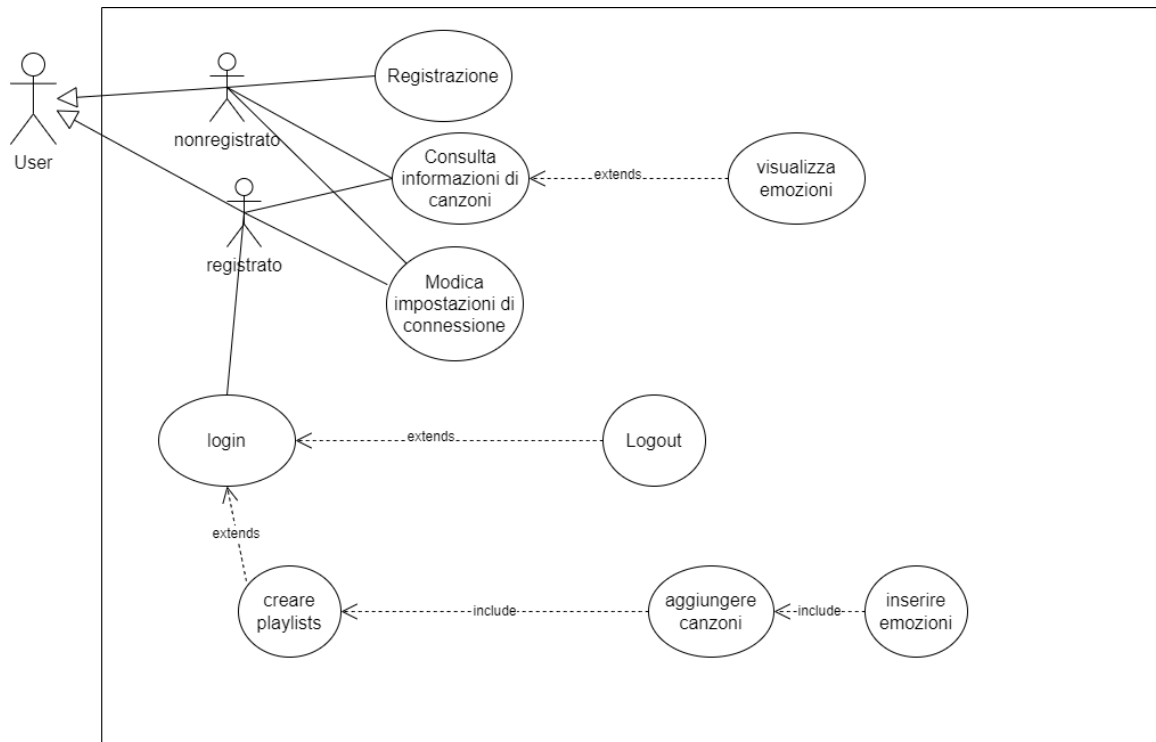 User
nonregistrato
Registrazione
Consulta
informazioni di
canzoni
extends
visualizza
emozioni
registrato
Modica
impostazioni di
connessione
login
extends
Logout
extends
creare
playlists
include
aggiungere
canzoni
include
inserire
emozioni